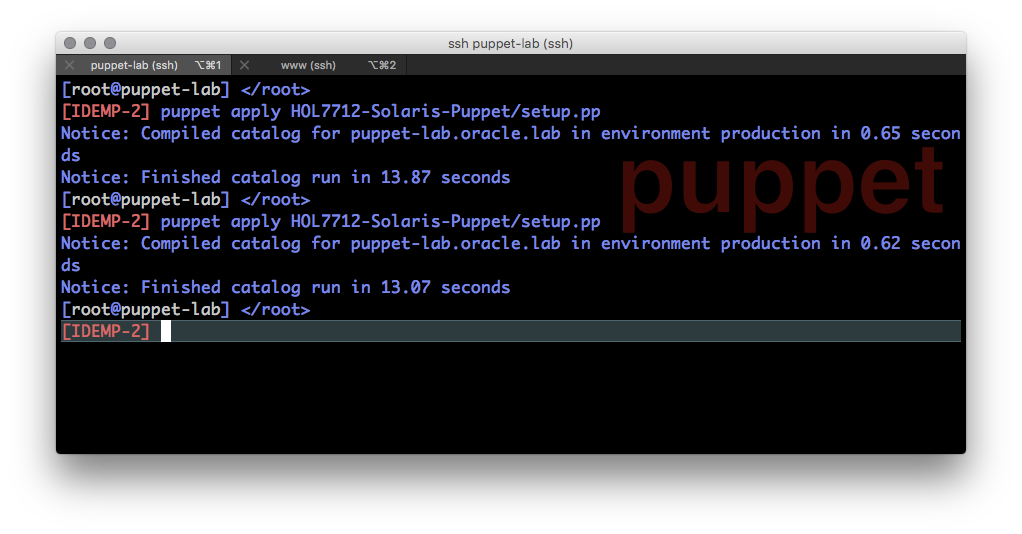 ssh puppet-lab (ssh)
puppet-lab (ssh) ⌥⌘1 www (ssh) ⌥⌘2
[root@puppet-lab] </root>
[IDEMP-2] puppet apply HOL7712-Solaris-Puppet/setup.pp
Notice: Compiled catalog for puppet-lab.oracle.lab in environment production in 0.65 secon
ds
puppet
Notice: Finished catalog run in 13.87 seconds
[root@puppet-lab] </root>
[IDEMP-2] puppet apply HOL7712-Solaris-Puppet/setup.pp
Notice: Compiled catalog for puppet-lab.oracle.lab in environment production in 0.62 secon
ds
Notice: Finished catalog run in 13.07 seconds
[root@puppet-lab] </root>
[IDEMP-2]